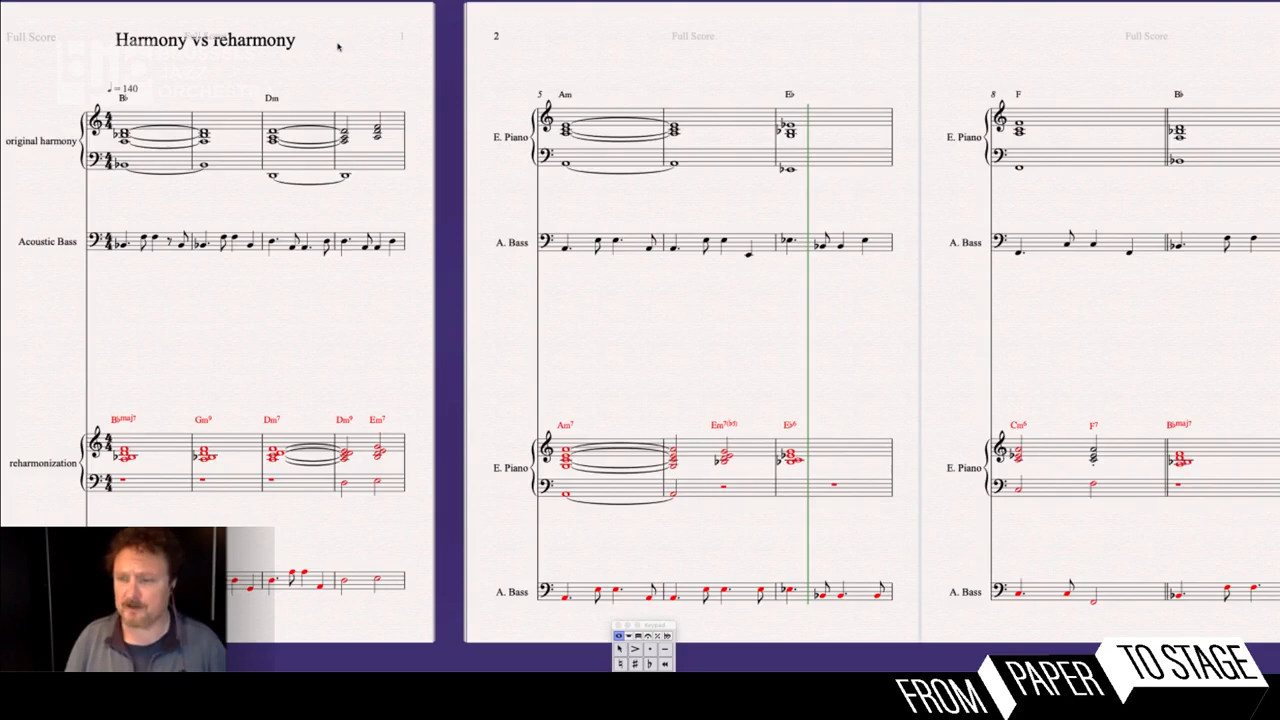 Full Score
Harmony vs reharmony
1
♩ = 140
B♭ Dm
original harmony
Acoustic Bass
B♭maj7 Gm9 Dm7 Dm9 Em7
reharmonization
2
Full Score
5 Am E♭
E. Piano
A. Bass
Am7 Em7(♭5) E♭6
E. Piano
A. Bass
Full Score
8 F B♭
E. Piano
A. Bass
Cm6 F7 B♭maj7
E. Piano
A. Bass
Keypad
FROM PAPER TO STAGE